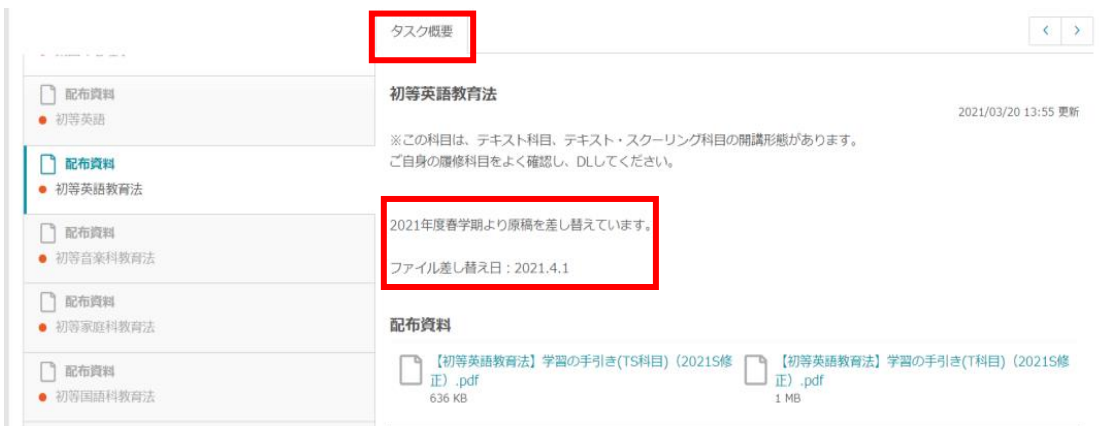 タスク概要
配布資料
初等英語
配布資料
初等英語教育法
配布資料
初等音楽科教育法
配布資料
初等家庭科教育法
配布資料
初等国語科教育法
初等英語教育法
2021/03/20 13:55 更新
※この科目は、テキスト科目、テキスト・スクーリング科目の開講形態があります。
ご自身の履修科目をよく確認し、DLしてください。
2021年度春学期より原稿を差し替えています。
ファイル差し替え日：2021.4.1
配布資料
【初等英語教育法】学習の手引き(TS科目)（2021S修
正）.pdf
636 KB
【初等英語教育法】学習の手引き(T科目)（2021S修
正）.pdf
1 MB